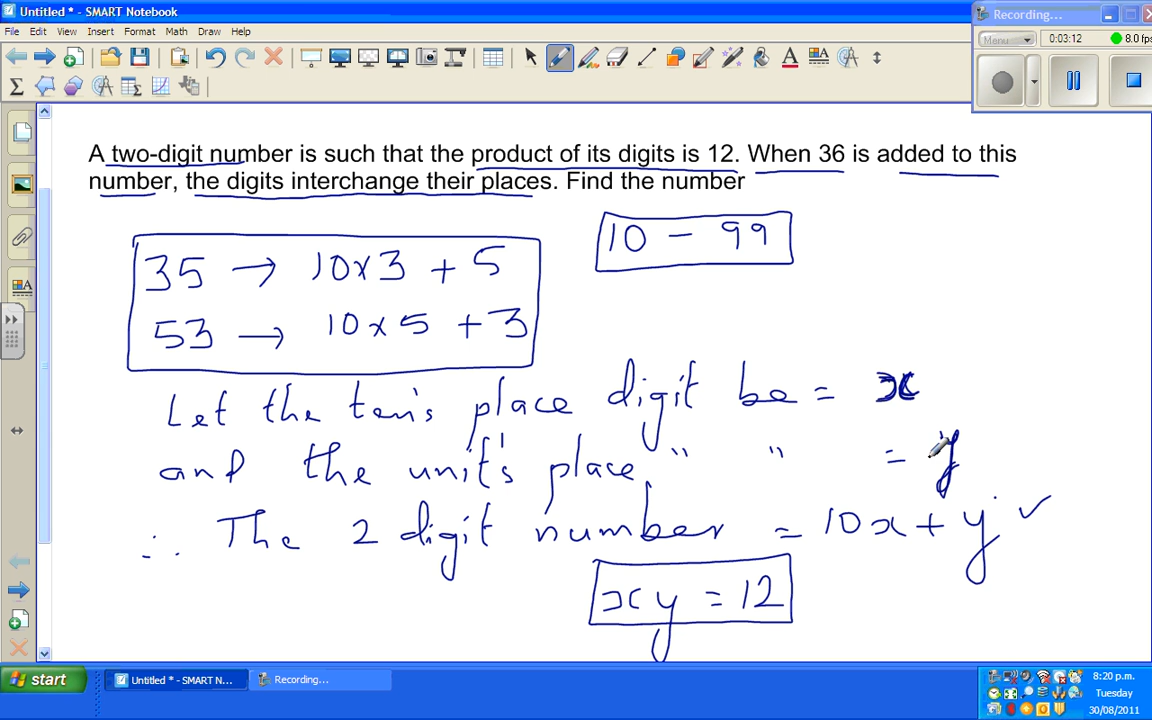 Untitled * - SMART Notebook
Recording...
File Edit View Insert Format Math Draw Help
Menu
0:03:12
8.0 fps
A two-digit number is such that the product of its digits is 12. When 36 is added to this
number, the digits interchange their places. Find the number
10 - 99
35 → 10x3 + 5
53 → 10x5 + 3
Let the ten's place digit be = x
and the unit's place " " = y
∴ The 2 digit number = 10x + y ✓
xy = 12
start
Untitled * - SMART N...
Recording...
8:20 p.m.
Tuesday
30/08/2011